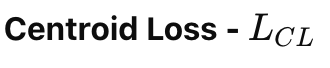 Centroid Loss - $L_{CL}$